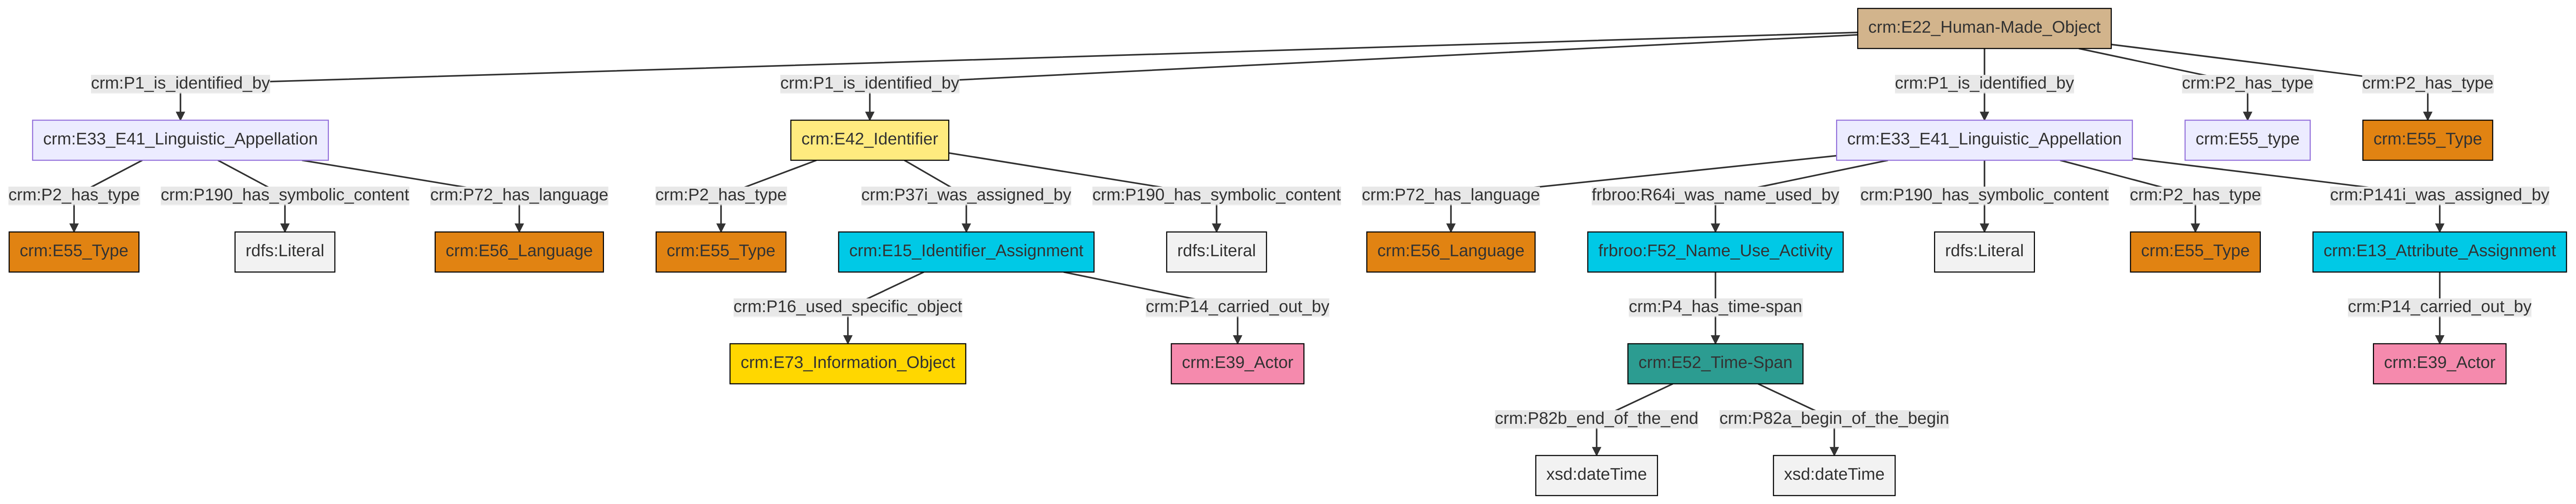 crm:E22_Human-Made_Object
crm:P1_is_identified_by
crm:P1_is_identified_by
crm:P1_is_identified_by
crm:P2_has_type
crm:P2_has_type
crm:E33_E41_Linguistic_Appellation
crm:E42_Identifier
crm:E33_E41_Linguistic_Appellation
crm:E55_type
crm:E55_Type
crm:P2_has_type
crm:P190_has_symbolic_content
crm:P72_has_language
crm:P2_has_type
crm:P37i_was_assigned_by
crm:P190_has_symbolic_content
crm:P72_has_language
frbroo:R64i_was_name_used_by
crm:P190_has_symbolic_content
crm:P2_has_type
crm:P141i_was_assigned_by
crm:E55_Type
rdfs:Literal
crm:E56_Language
crm:E55_Type
crm:E15_Identifier_Assignment
rdfs:Literal
crm:E56_Language
frbroo:F52_Name_Use_Activity
rdfs:Literal
crm:E55_Type
crm:E13_Attribute_Assignment
crm:P16_used_specific_object
crm:P14_carried_out_by
crm:P4_has_time-span
crm:P14_carried_out_by
crm:E73_Information_Object
crm:E39_Actor
crm:E52_Time-Span
crm:E39_Actor
crm:P82b_end_of_the_end
crm:P82a_begin_of_the_begin
xsd:dateTime
xsd:dateTime